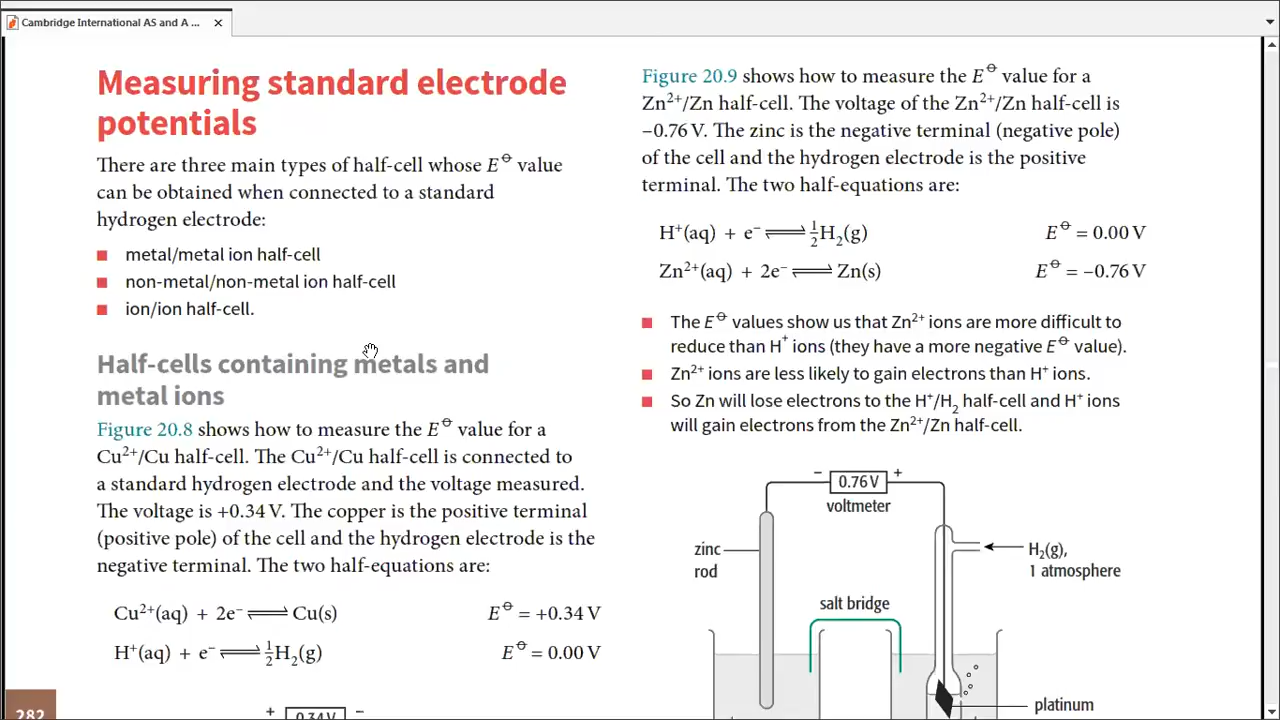 Cambridge International AS and A ...
Measuring standard electrode
potentials
There are three main types of half-cell whose E⦵ value
can be obtained when connected to a standard
hydrogen electrode:
■ metal/metal ion half-cell
■ non-metal/non-metal ion half-cell
■ ion/ion half-cell.
Half-cells containing metals and
metal ions
Figure 20.8 shows how to measure the E⦵ value for a
Cu²⁺/Cu half-cell. The Cu²⁺/Cu half-cell is connected to
a standard hydrogen electrode and the voltage measured.
The voltage is +0.34 V. The copper is the positive terminal
(positive pole) of the cell and the hydrogen electrode is the
negative terminal. The two half-equations are:
Cu²⁺(aq) + 2e⁻ ⇌ Cu(s) E⦵ = +0.34 V
H⁺(aq) + e⁻ ⇌ ½H₂(g) E⦵ = 0.00 V
282
+ 0.34 V −
Figure 20.9 shows how to measure the E⦵ value for a
Zn²⁺/Zn half-cell. The voltage of the Zn²⁺/Zn half-cell is
–0.76 V. The zinc is the negative terminal (negative pole)
of the cell and the hydrogen electrode is the positive
terminal. The two half-equations are:
H⁺(aq) + e⁻ ⇌ ½H₂(g) E⦵ = 0.00 V
Zn²⁺(aq) + 2e⁻ ⇌ Zn(s) E⦵ = –0.76 V
■ The E⦵ values show us that Zn²⁺ ions are more difficult to
reduce than H⁺ ions (they have a more negative E⦵ value).
■ Zn²⁺ ions are less likely to gain electrons than H⁺ ions.
■ So Zn will lose electrons to the H⁺/H₂ half-cell and H⁺ ions
will gain electrons from the Zn²⁺/Zn half-cell.
− 0.76 V +
voltmeter
zinc
rod
H₂(g),
1 atmosphere
salt bridge
platinum